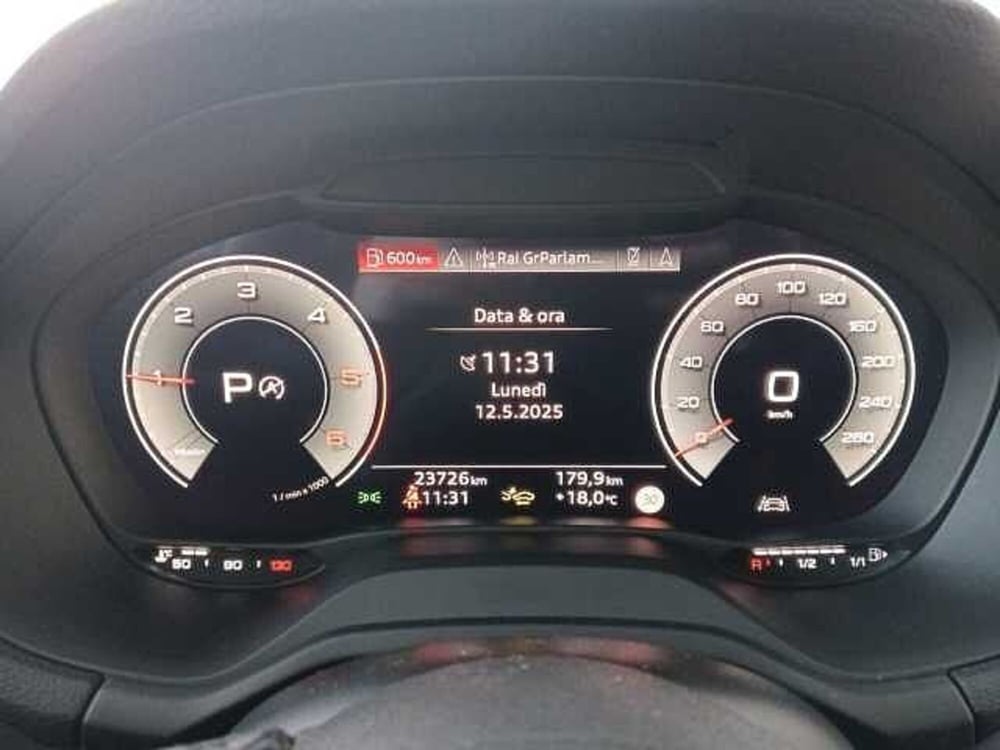 600 km
Rai GrParlam...
Data & ora
11:31
Lunedì
12.5.2025
1
2
3
4
5
6
1 / min x 1000
P
A
0
20
40
60
80
100
120
160
200
240
280
0
km/h
23726 km
179,9 km
11:31
+18,0 °C
30
50
90
130
R
1/2
1/1